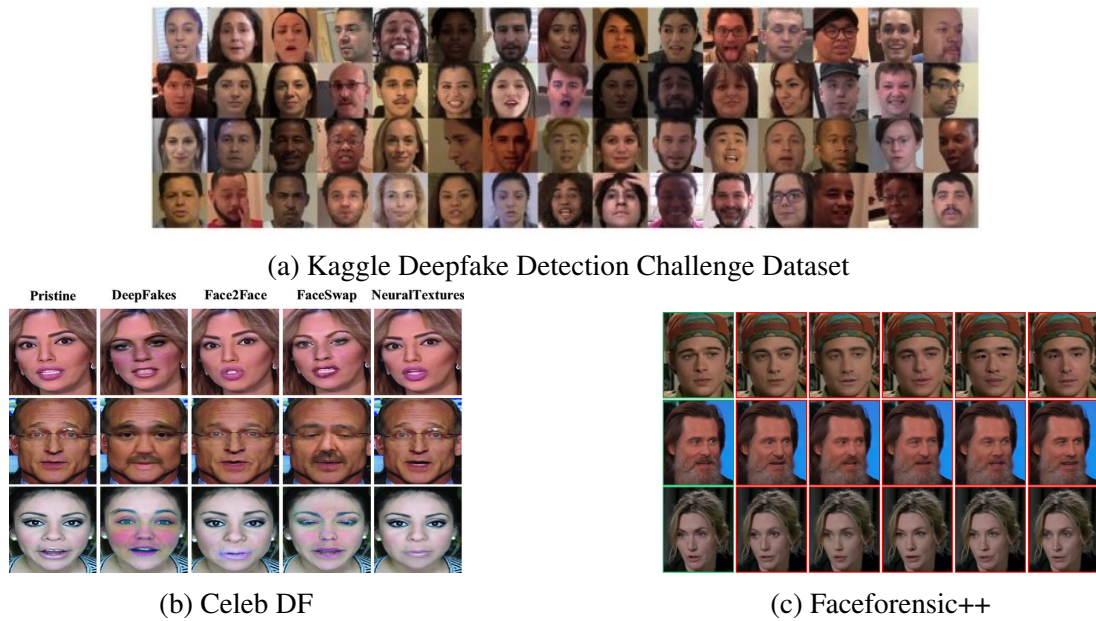 (a) Kaggle Deepfake Detection Challenge Dataset
Pristine DeepFakes Face2Face FaceSwap NeuralTextures
(b) Celeb DF
(c) Faceforensic++